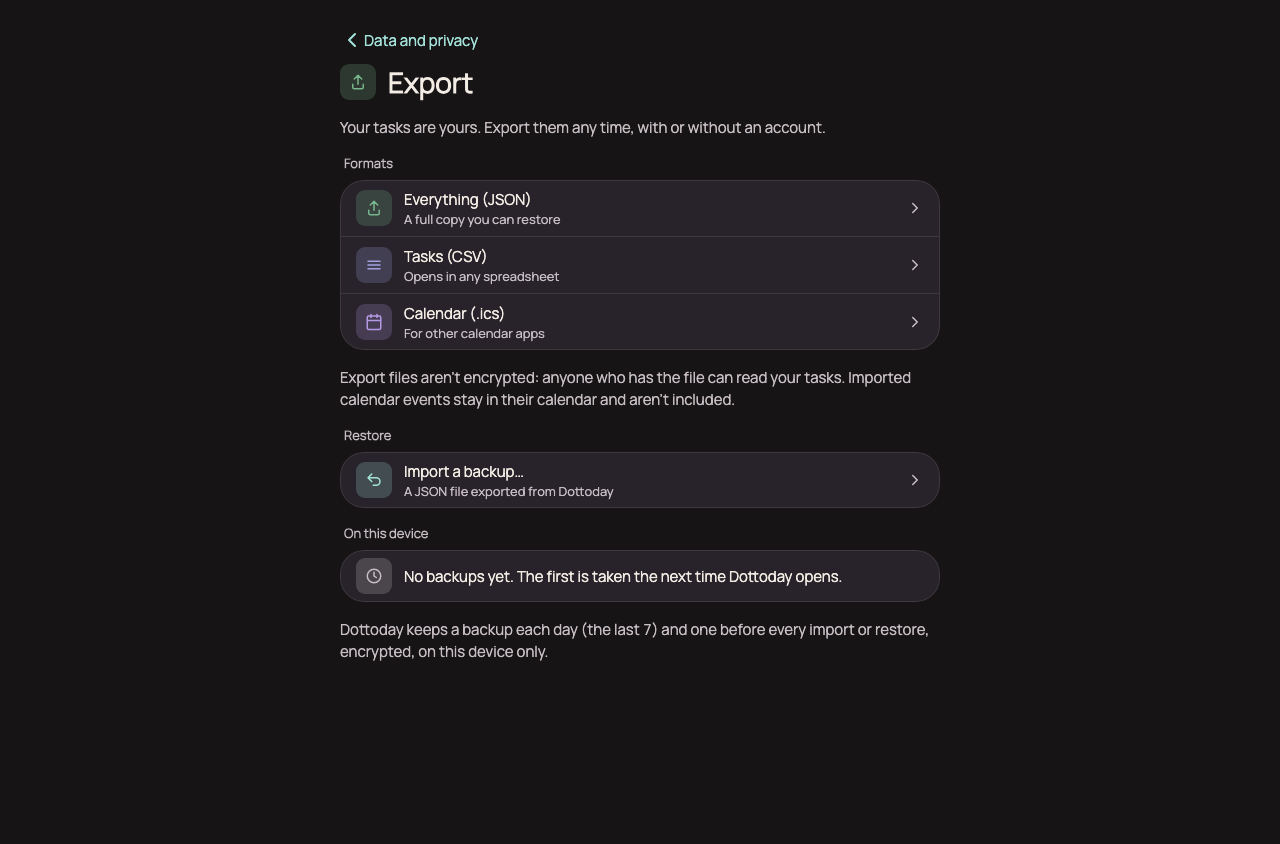 Data and privacy
Export
Your tasks are yours. Export them any time, with or without an account.
Formats
Everything (JSON)
A full copy you can restore
Tasks (CSV)
Opens in any spreadsheet
Calendar (.ics)
For other calendar apps
Export files aren't encrypted: anyone who has the file can read your tasks. Imported
calendar events stay in their calendar and aren't included.
Restore
Import a backup…
A JSON file exported from Dottoday
On this device
No backups yet. The first is taken the next time Dottoday opens.
Dottoday keeps a backup each day (the last 7) and one before every import or restore,
encrypted, on this device only.